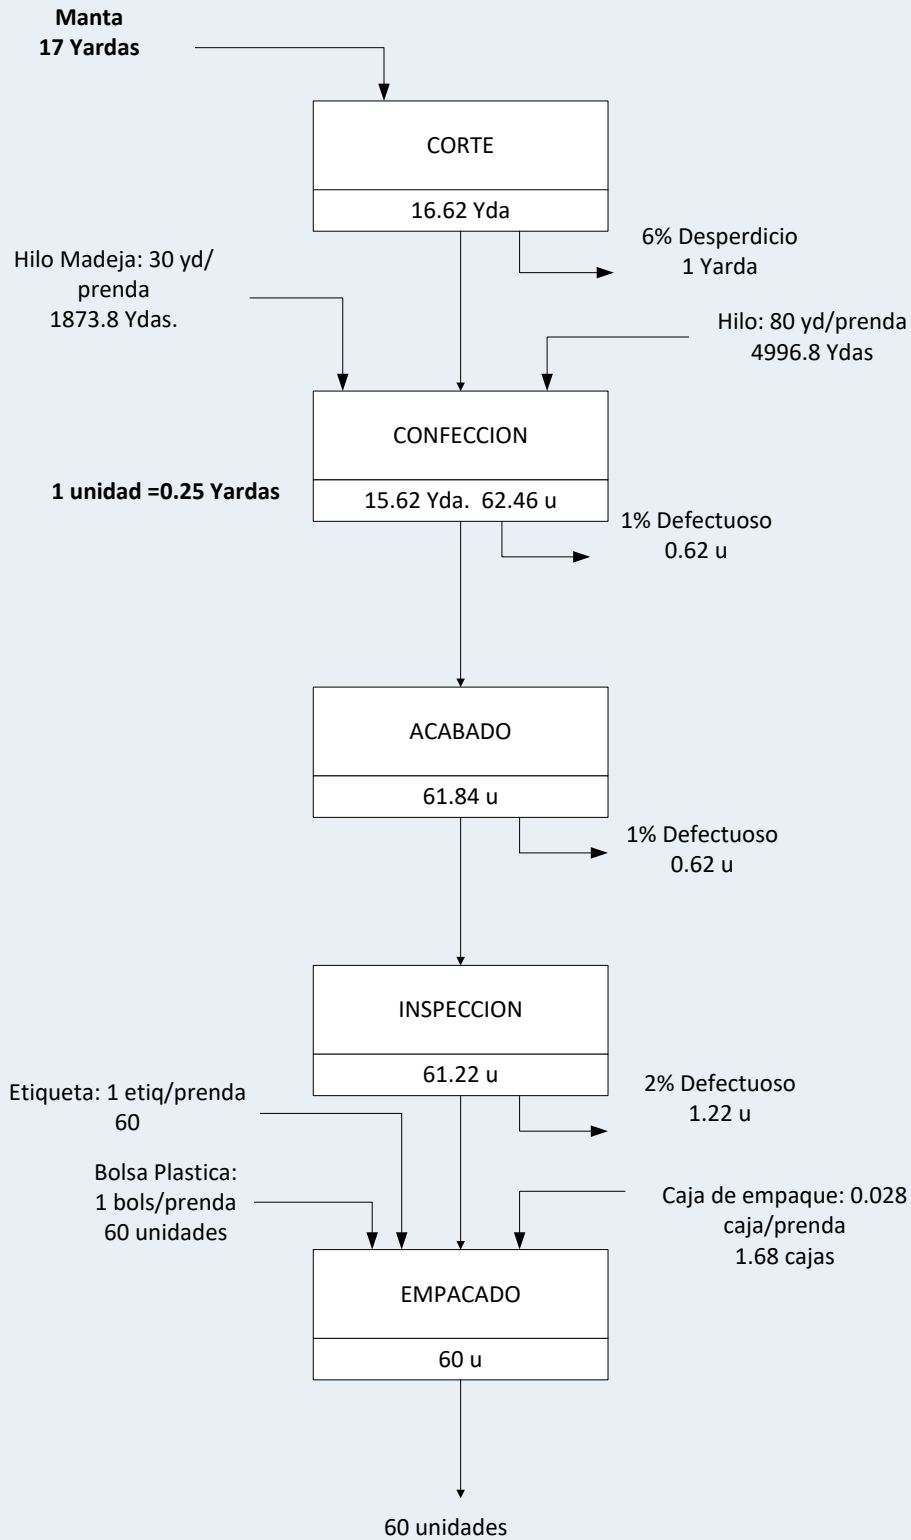 Manta
17 Yardas
CORTE
16.62 Yda
6% Desperdicio
1 Yarda
Hilo Madeja: 30 yd/
prenda
1873.8 Ydas.
Hilo: 80 yd/prenda
4996.8 Ydas
CONFECCION
1 unidad =0.25 Yardas
15.62 Yda.  62.46 u
1% Defectuoso
0.62 u
ACABADO
61.84 u
1% Defectuoso
0.62 u
INSPECCION
61.22 u
2% Defectuoso
1.22 u
Etiqueta: 1 etiq/prenda
60
Bolsa Plastica:
1 bols/prenda
60 unidades
Caja de empaque: 0.028
caja/prenda
1.68 cajas
EMPACADO
60 u
60 unidades